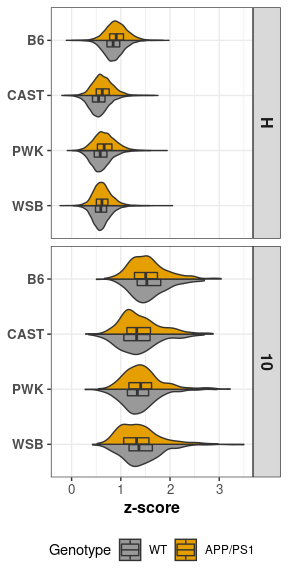 B6
CAST
PWK
WSB
H
B6
CAST
PWK
WSB
10
0 1 2 3
z-score
Genotype WT APP/PS1